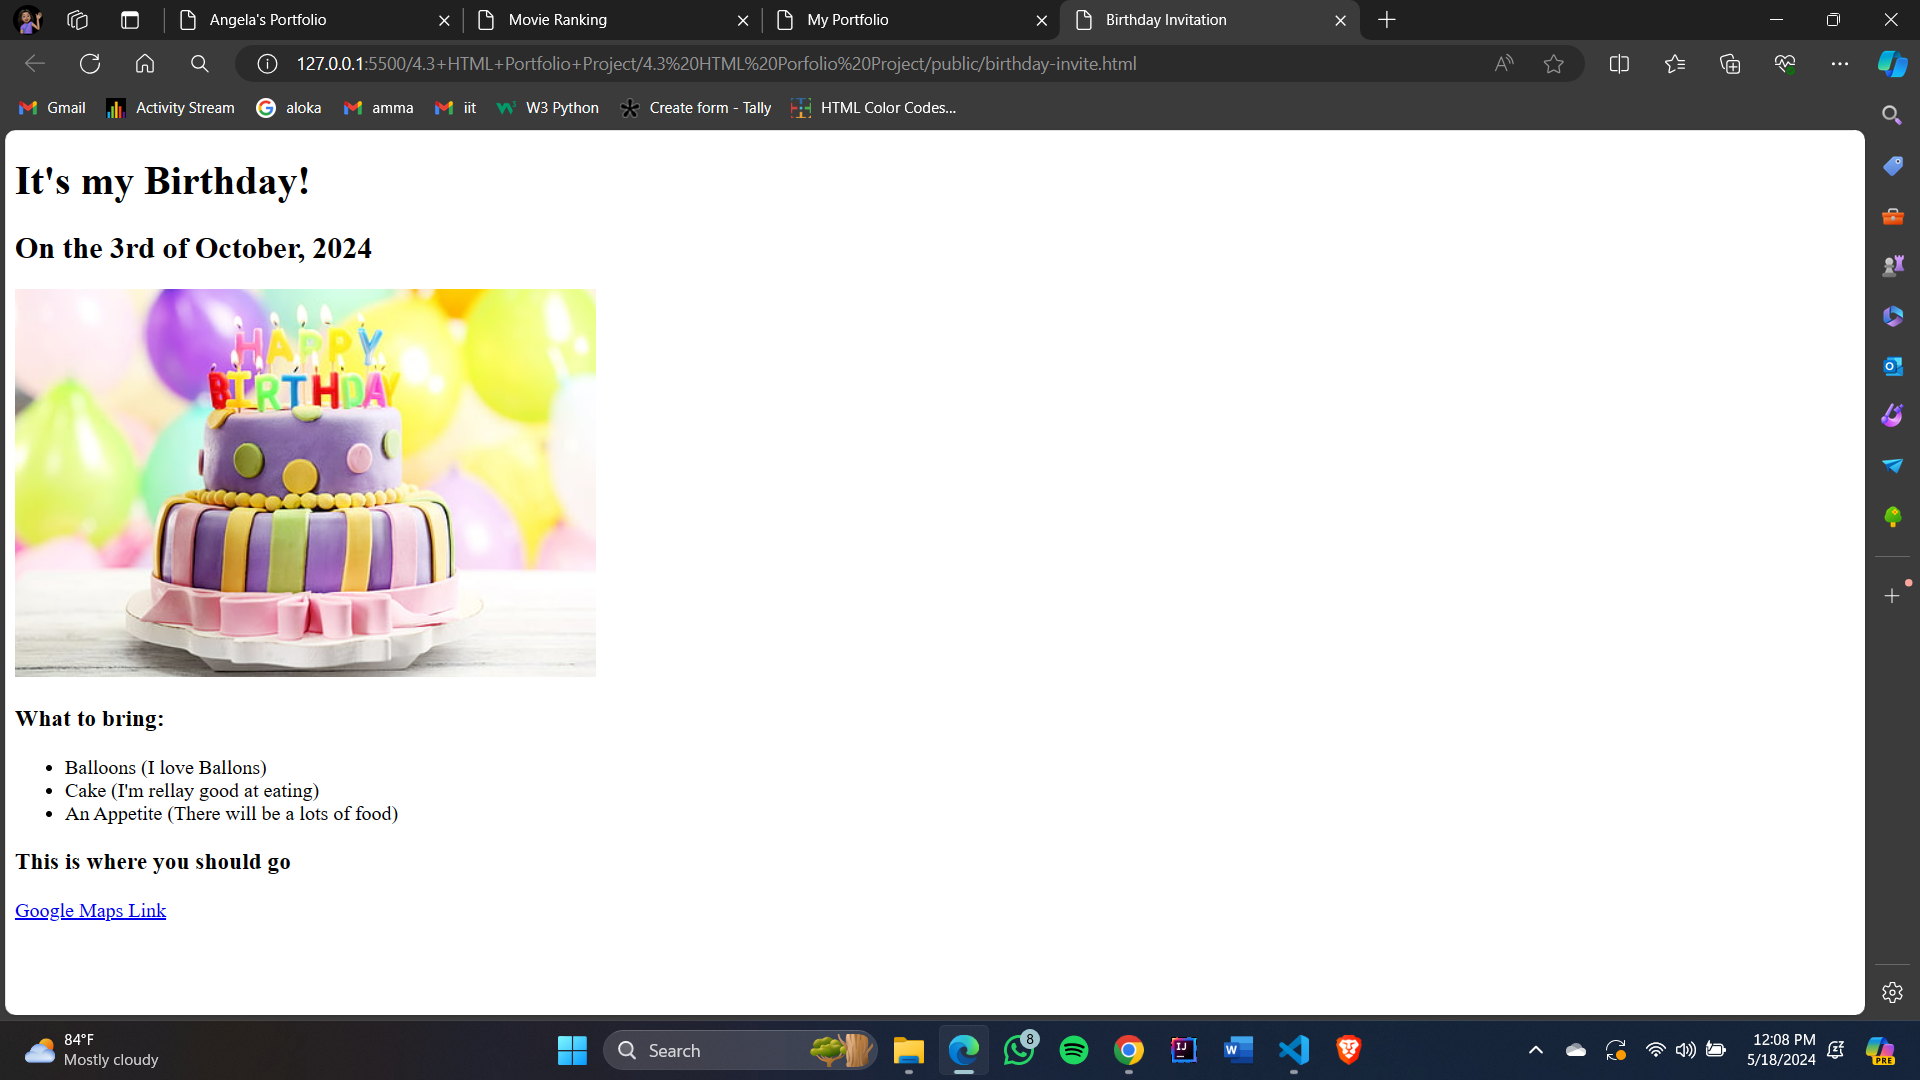 Angela's Portfolio
Movie Ranking
My Portfolio
Birthday Invitation
127.0.0.1:5500/4.3+HTML+Portfolio+Project/4.3%20HTML%20Porfolio%20Project/public/birthday-invite.html
Gmail Activity Stream aloka amma iit W3 Python Create form - Tally HTML Color Codes...
It's my Birthday!
On the 3rd of October, 2024
HAPPY
BIRTHDAY
What to bring:
Balloons (I love Ballons)
Cake (I'm rellay good at eating)
An Appetite (There will be a lots of food)
This is where you should go
Google Maps Link
84°F
Mostly cloudy
Search
8
12:08 PM
5/18/2024
PRE